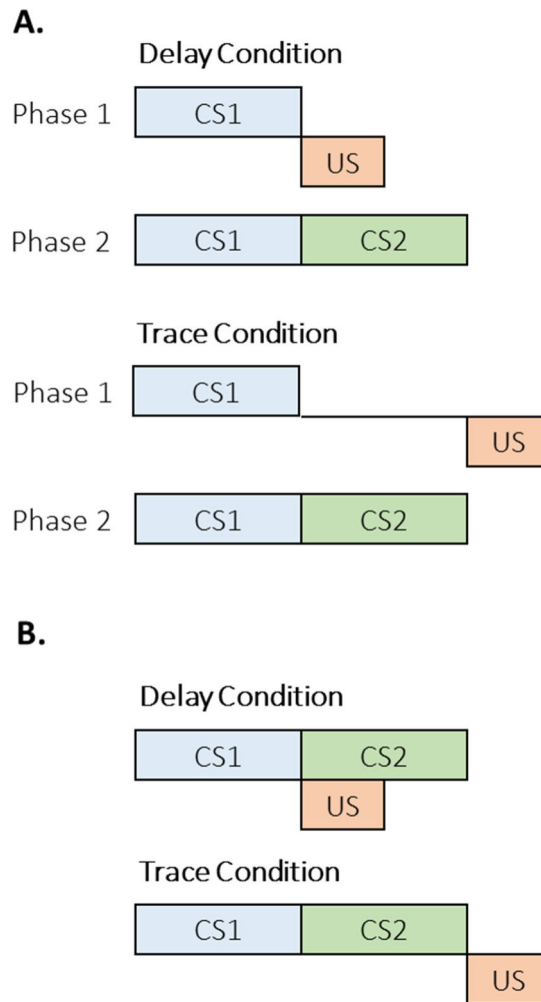 A.
Delay Condition
Phase 1
CS1
US
Phase 2
CS1
CS2
Trace Condition
Phase 1
CS1
US
Phase 2
CS1
CS2
B.
Delay Condition
CS1
CS2
US
Trace Condition
CS1
CS2
US